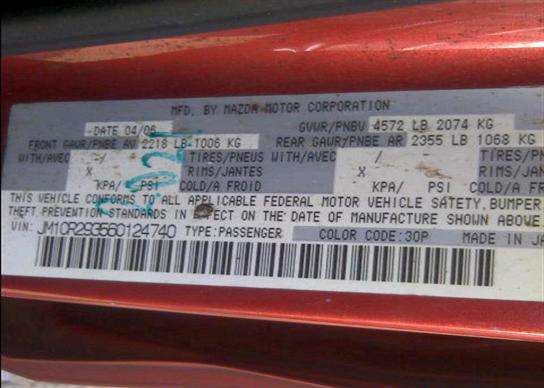 MFD. BY MAZDA MOTOR CORPORATION
DATE 04/06 GVWR/PNBV 4572 LB 2074 KG
FRONT GAWR/PNBE AV 2218 LB 1006 KG REAR GAWR/PNBE AR 2355 LB 1068 KG
WITH/AVEC / TIRES/PNEUS WITH/AVEC / TIRES/P
X RIMS/JANTES X RIMS/J
KPA/ PSI COLD/A FROID KPA/ PSI COLD/A F
THIS VEHICLE CONFORMS TO ALL APPLICABLE FEDERAL MOTOR VEHICLE SAFETY, BUMPER
THEFT PREVENTION STANDARDS IN EFFECT ON THE DATE OF MANUFACTURE SHOWN ABOVE
VIN: JM1CR293560124740 TYPE:PASSENGER COLOR CODE:30P MADE IN JA